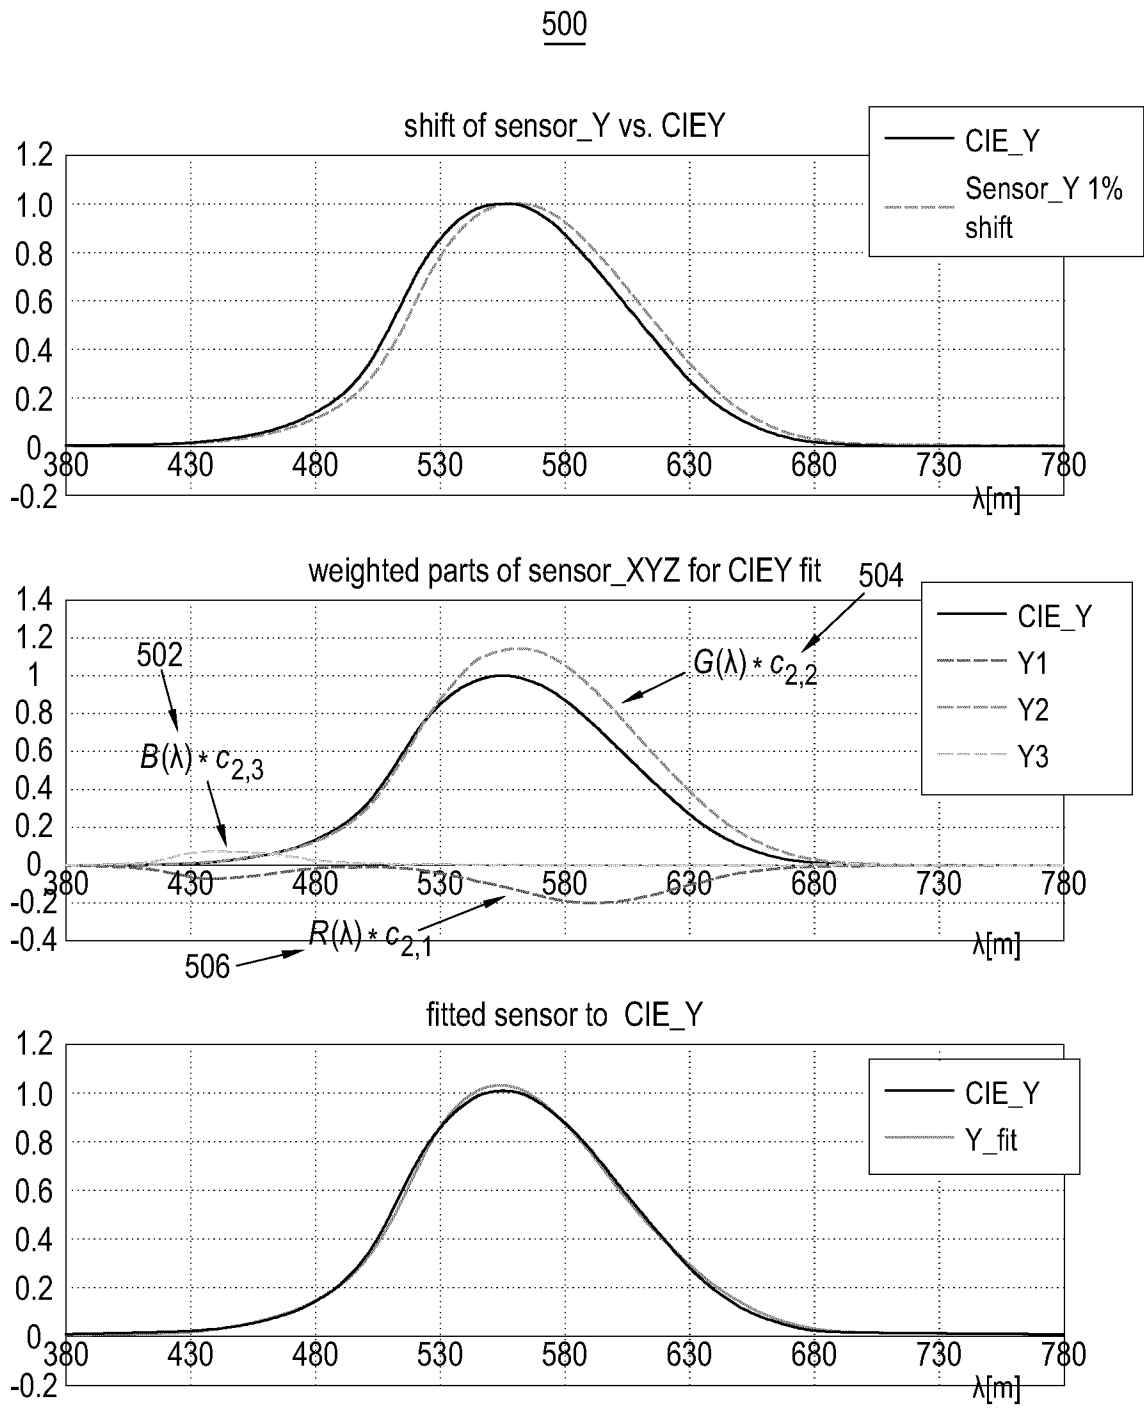 500
shift of sensor_Y vs. CIEY
CIE_Y
Sensor_Y 1%
shift
1.2
1.0
0.8
0.6
0.4
0.2
0
-0.2
380 430 480 530 580 630 680 730 780
λ[m]
weighted parts of sensor_XYZ for CIEY fit
504
CIE_Y
Y1
Y2
Y3
502
G(λ) * c2,2
B(λ) * c2,3
1.4
1.2
1
0.8
0.6
0.4
0.2
0
-0.2
-0.4
380 430 480 530 580 630 680 730 780
R(λ) * c2,1
506
λ[m]
fitted sensor to CIE_Y
CIE_Y
Y_fit
1.2
1.0
0.8
0.6
0.4
0.2
0
-0.2
380 430 480 530 580 630 680 730 780
λ[m]